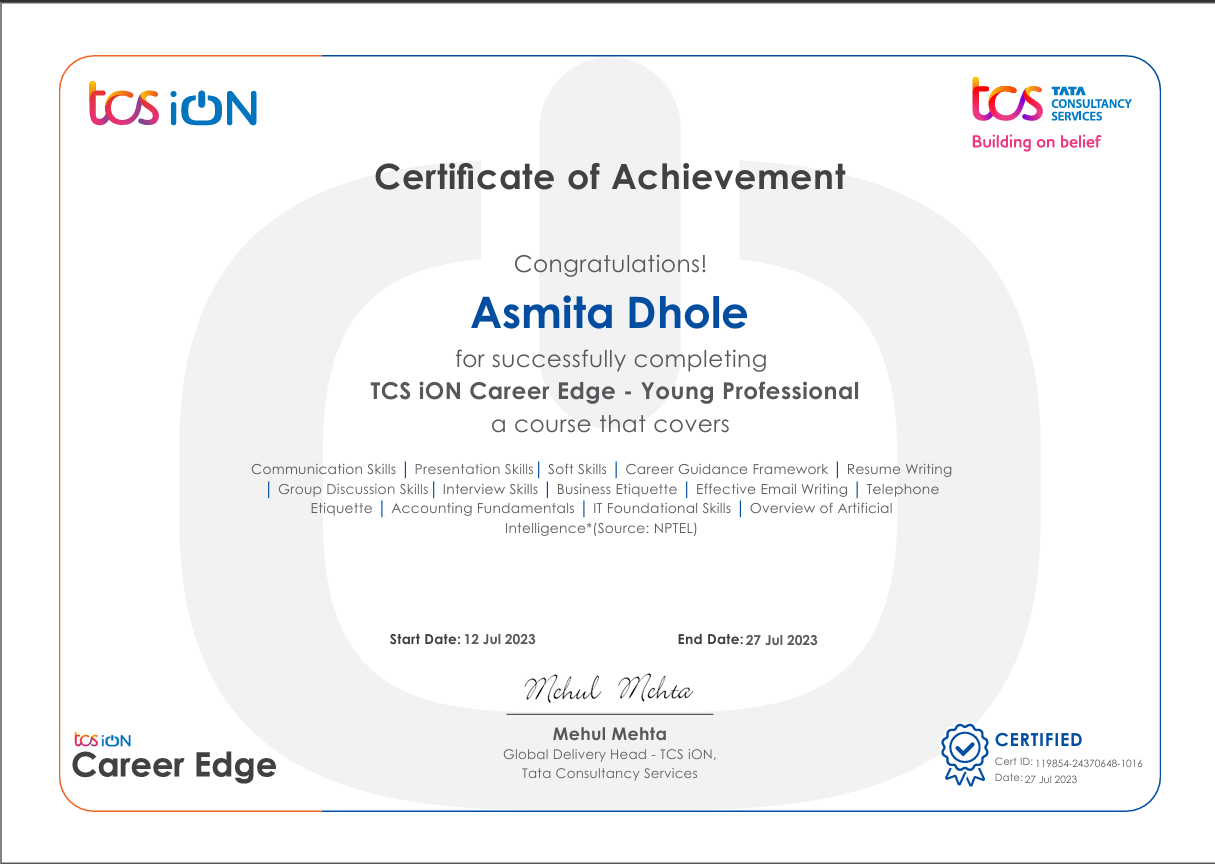 tcs iON
tcs TATA
CONSULTANCY
SERVICES
Building on belief
Certificate of Achievement
Congratulations!
Asmita Dhole
for successfully completing
TCS iON Career Edge - Young Professional
a course that covers
Communication Skills | Presentation Skills | Soft Skills | Career Guidance Framework | Resume Writing
| Group Discussion Skills | Interview Skills | Business Etiquette | Effective Email Writing | Telephone
Etiquette | Accounting Fundamentals | IT Foundational Skills | Overview of Artificial
Intelligence*(Source: NPTEL)
Start Date: 12 Jul 2023 End Date: 27 Jul 2023
Mehul Mehta
Mehul Mehta
Global Delivery Head - TCS iON,
Tata Consultancy Services
tcs iON
Career Edge
CERTIFIED
Cert ID: 119854-24370648-1016
Date: 27 Jul 2023